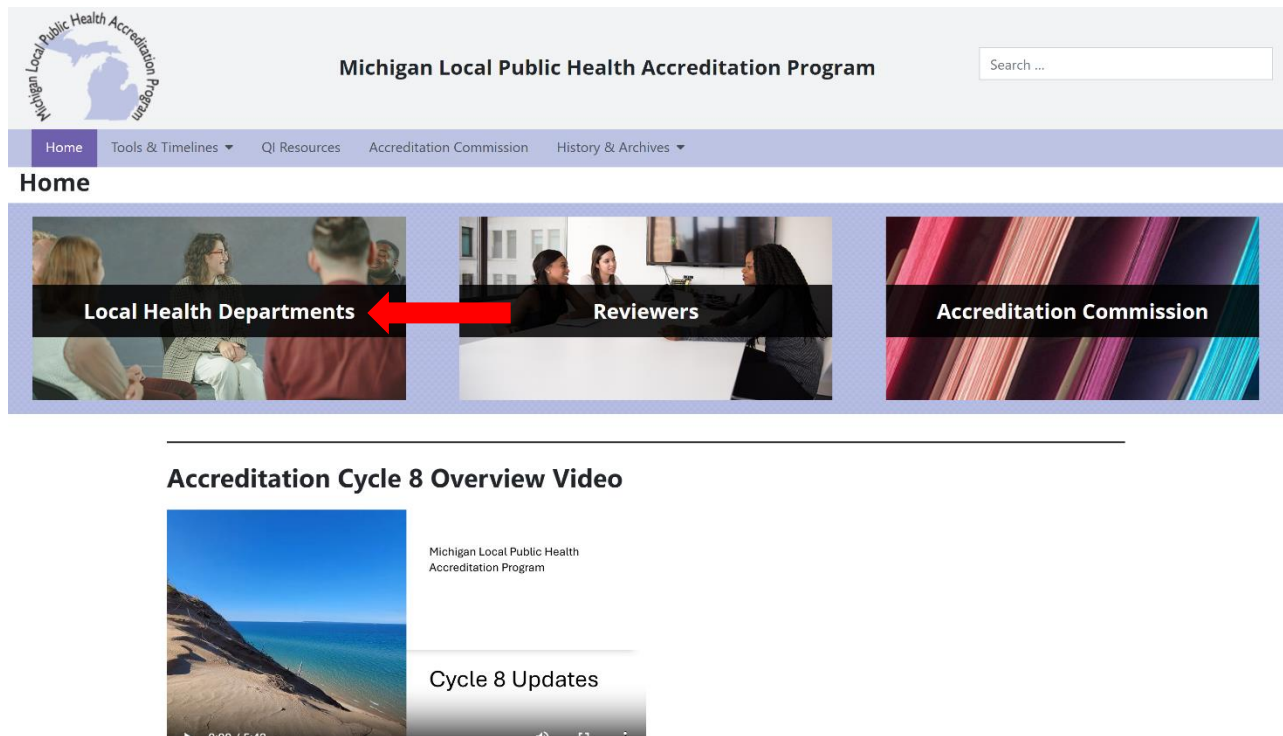 Michigan Local Public Health Accreditation Program
Michigan Local Public Health Accreditation Program
Search ...
Home
Tools & Timelines
QI Resources
Accreditation Commission
History & Archives
Home
Local Health Departments
Reviewers
Accreditation Commission
Accreditation Cycle 8 Overview Video
Michigan Local Public Health
Accreditation Program
Cycle 8 Updates